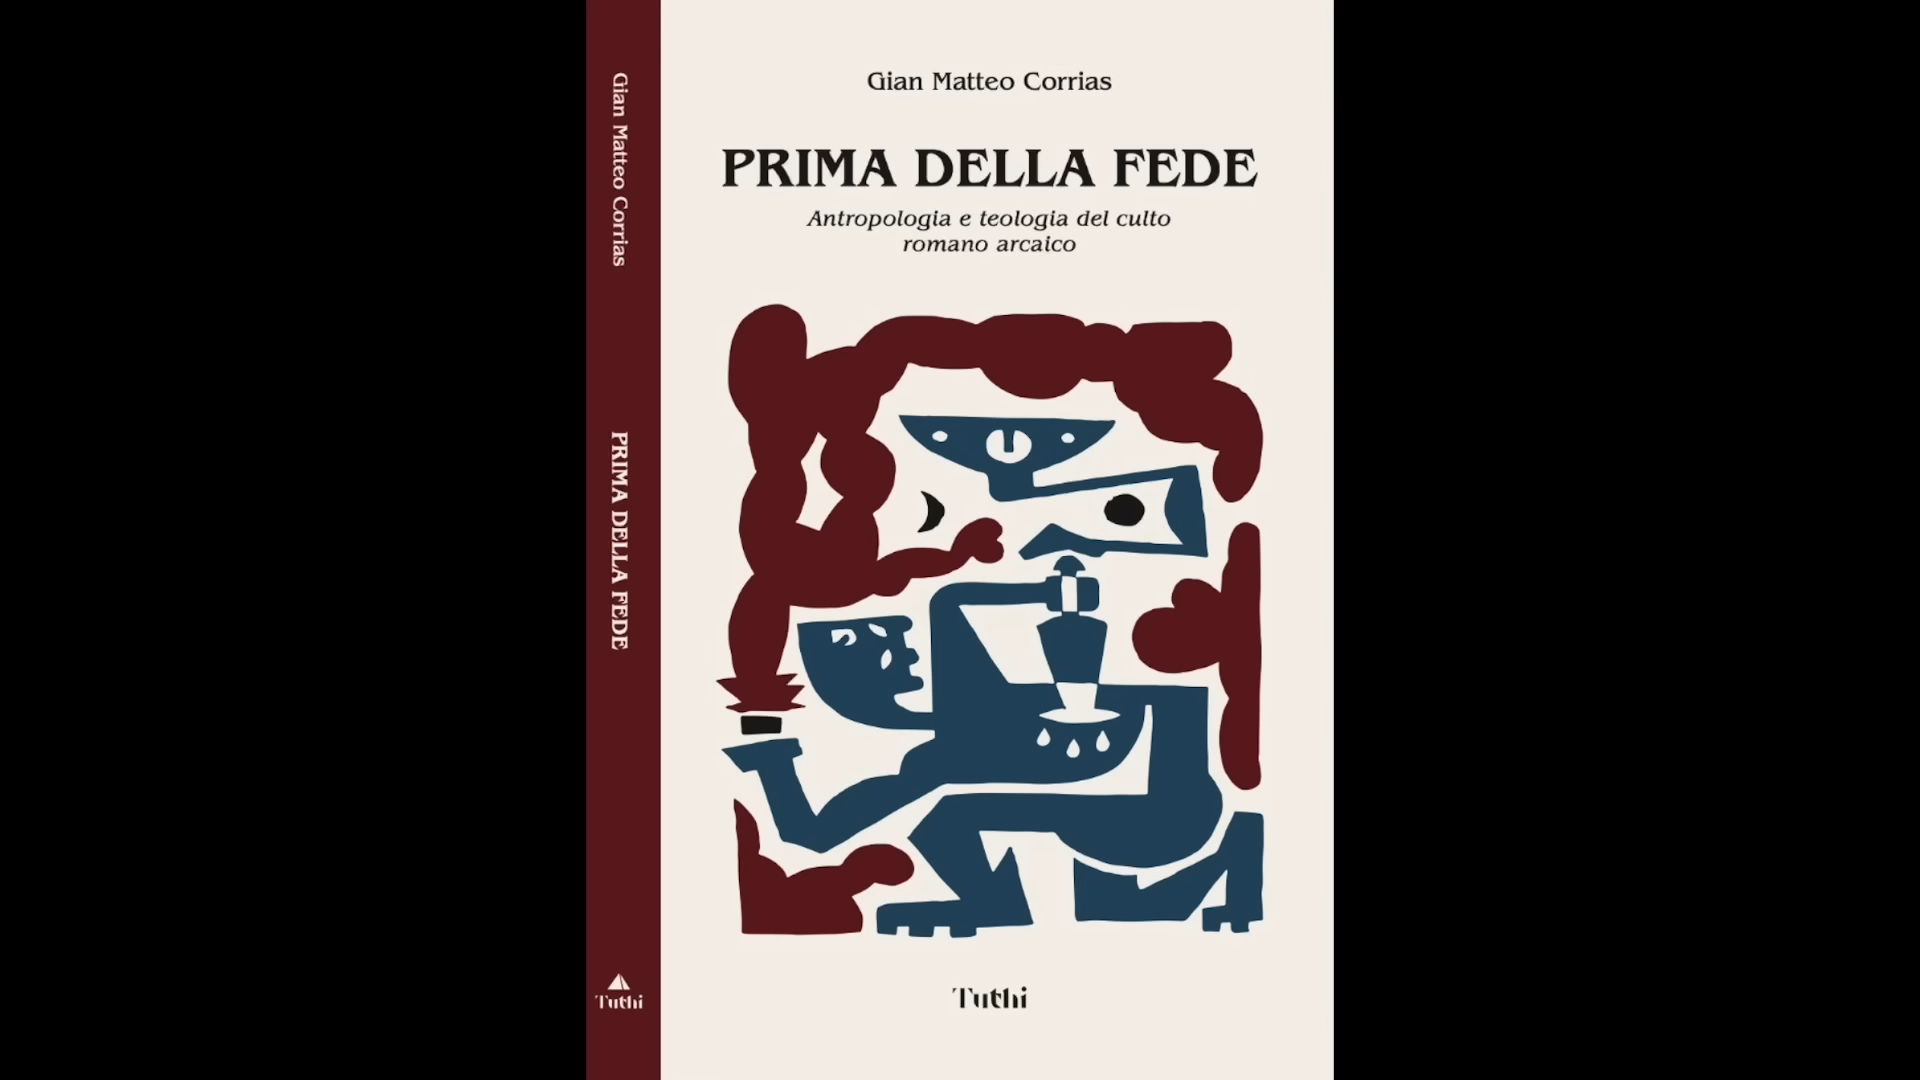 Gian Matteo Corrias
PRIMA DELLA FEDE
Tuthi
Gian Matteo Corrias
PRIMA DELLA FEDE
Antropologia e teologia del culto
romano arcaico
Tuthi